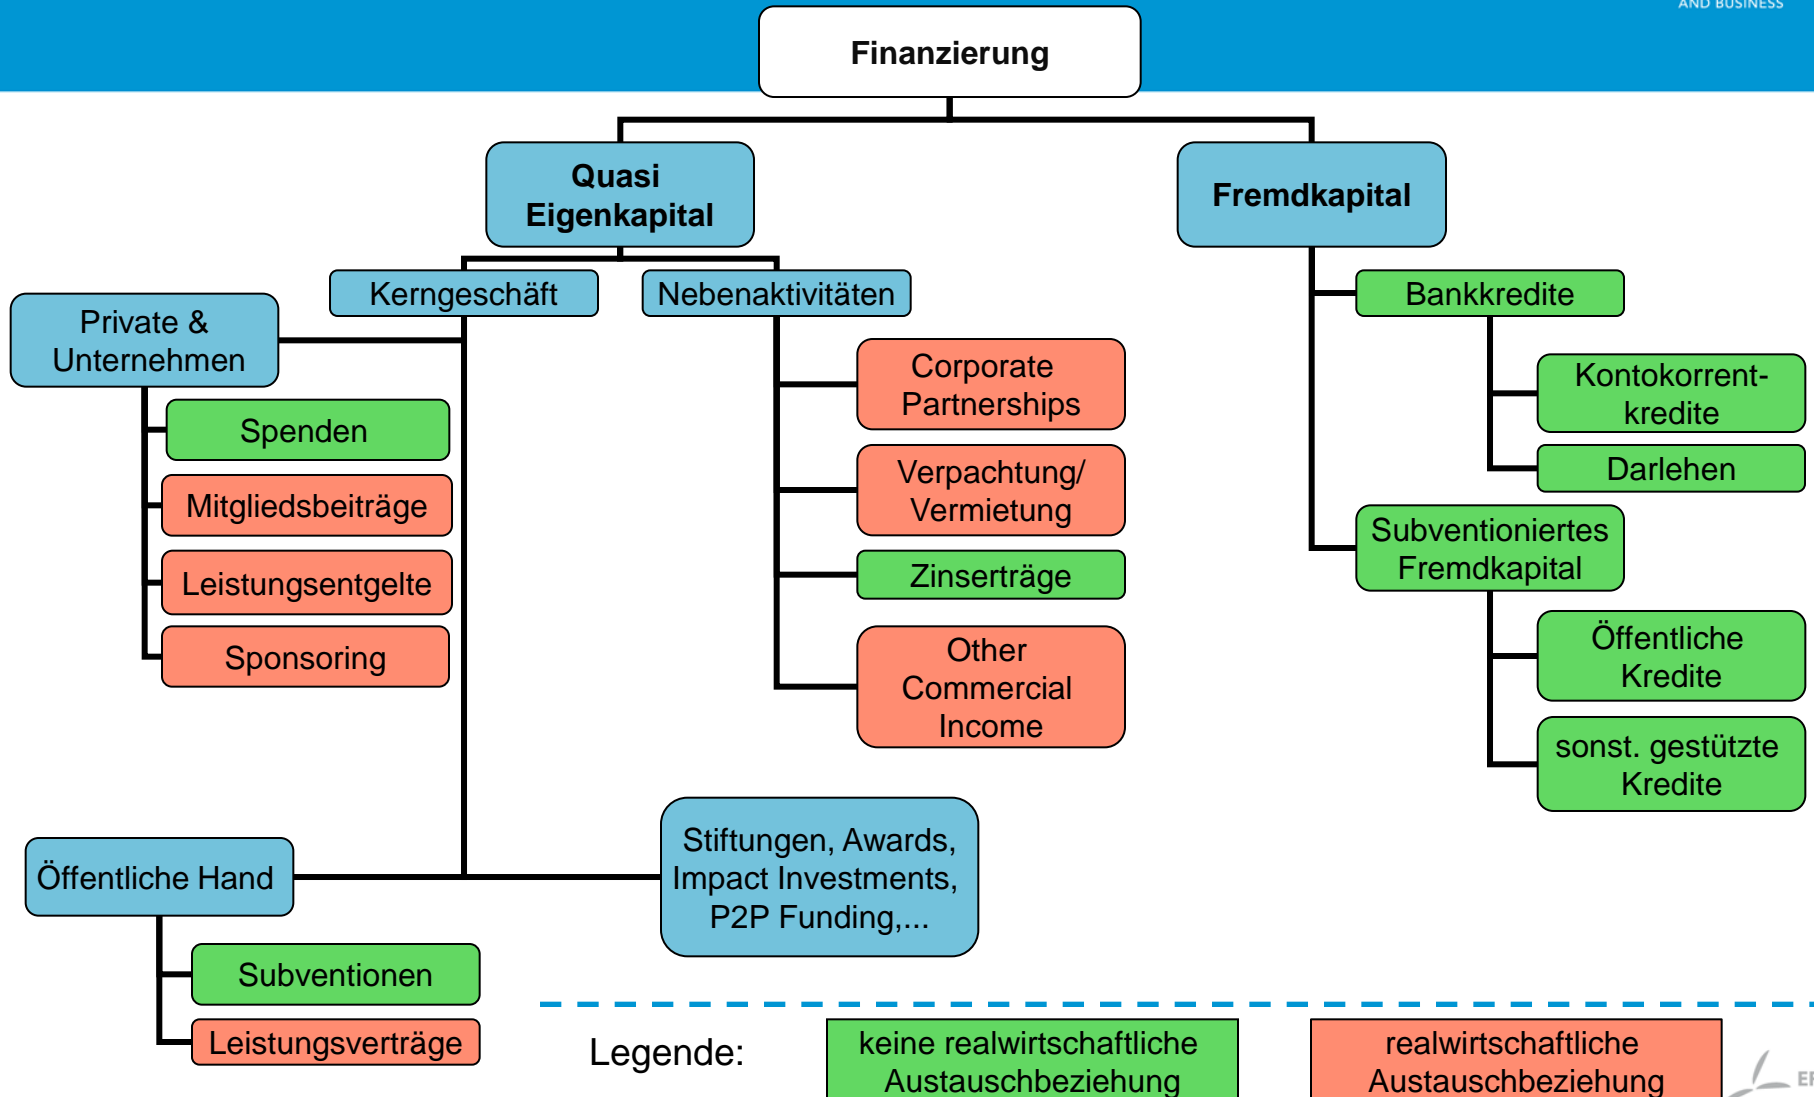 AND BUSINESS
Finanzierung
Quasi
Eigenkapital
Fremdkapital
Kerngeschäft
Nebenaktivitäten
Bankkredite
Private &
Unternehmen
Corporate
Partnerships
Kontokorrent-
kredite
Spenden
Verpachtung/
Vermietung
Darlehen
Mitgliedsbeiträge
Subventioniertes
Fremdkapital
Leistungsentgelte
Zinserträge
Sponsoring
Other
Commercial
Income
Öffentliche
Kredite
sonst. gestützte
Kredite
Öffentliche Hand
Stiftungen, Awards,
Impact Investments,
P2P Funding,...
Subventionen
Leistungsverträge
Legende:
keine realwirtschaftliche
Austauschbeziehung
realwirtschaftliche
Austauschbeziehung